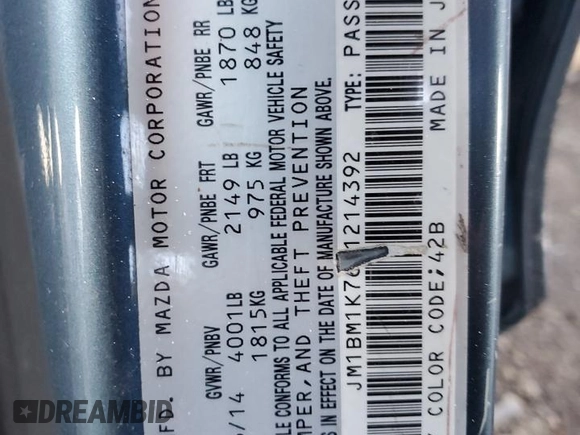 FD. BY MAZDA MOTOR CORPORATION
GVWR/PNBV GAWR/PNBE FRT GAWR/PNBE RR
/14 4001LB 2149 LB 1870 LB
1815KG 975 KG 848 KG
LE CONFORMS TO ALL APPLICABLE FEDERAL MOTOR VEHICLE SAFETY
MPER, AND THEFT PREVENTION
S IN EFFECT ON THE DATE OF MANUFACTURE SHOWN ABOVE.
JM1BM1K7 1214392 TYPE: PASS
Y COLOR CODE; 42B MADE IN J
DREAMBID